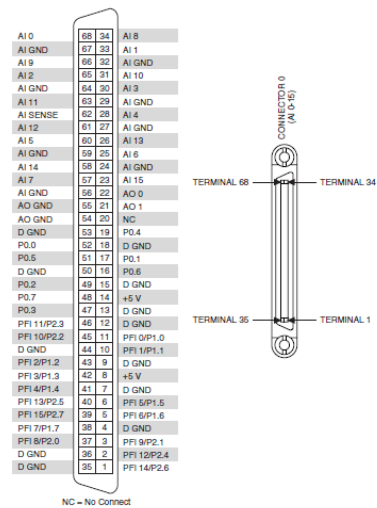 AI 0 68 34 AI 8
AI GND 67 33 AI 1
AI 9 66 32 AI GND
AI 2 65 31 AI 10
AI GND 64 30 AI 3
AI 11 63 29 AI GND
AI SENSE 62 28 AI 4
AI 12 61 27 AI GND
AI 5 60 26 AI 13
AI GND 59 25 AI 6
AI 14 58 24 AI GND
AI 7 57 23 AI 15
AI GND 56 22 AO 0
AO GND 55 21 AO 1
AO GND 54 20 NC
D GND 53 19 P0.4
P0.0 52 18 D GND
P0.5 51 17 P0.1
D GND 50 16 P0.6
P0.2 49 15 D GND
P0.7 48 14 +5 V
P0.3 47 13 D GND
PFI 11/P2.3 46 12 D GND
PFI 10/P2.2 45 11 PFI 0/P1.0
D GND 44 10 PFI 1/P1.1
PFI 2/P1.2 43 9 D GND
PFI 3/P1.3 42 8 +5 V
PFI 4/P1.4 41 7 D GND
PFI 13/P2.5 40 6 PFI 5/P1.5
PFI 15/P2.7 39 5 PFI 6/P1.6
PFI 7/P1.7 38 4 D GND
PFI 8/P2.0 37 3 PFI 9/P2.1
D GND 36 2 PFI 12/P2.4
D GND 35 1 PFI 14/P2.6
NC = No Connect
CONNECTOR 0
(AI 0-15)
TERMINAL 68 TERMINAL 34
TERMINAL 35 TERMINAL 1